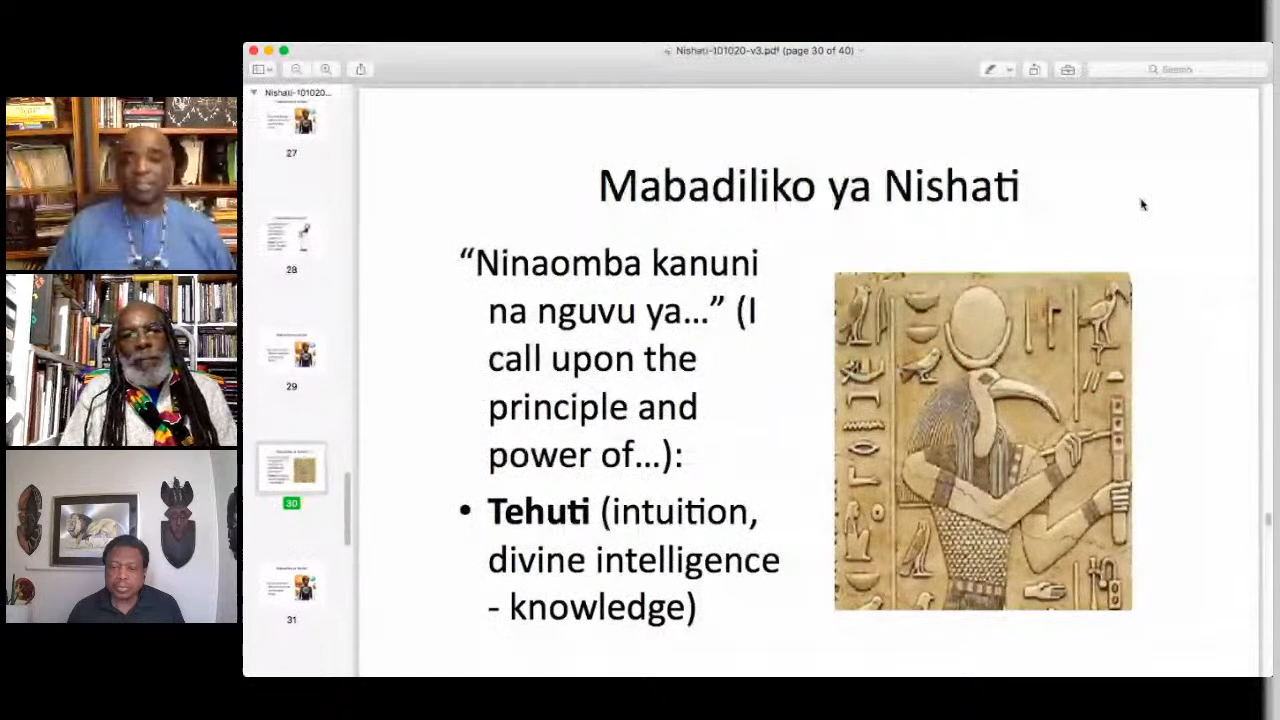 Nishati-101020-v3.pdf (page 30 of 40)
Search
Nishati-101020...
27
28
29
30
31
Mabadiliko ya Nishati
“Ninaomba kanuni
na nguvu ya...” (I
call upon the
principle and
power of...):
• Tehuti (intuition,
divine intelligence
- knowledge)